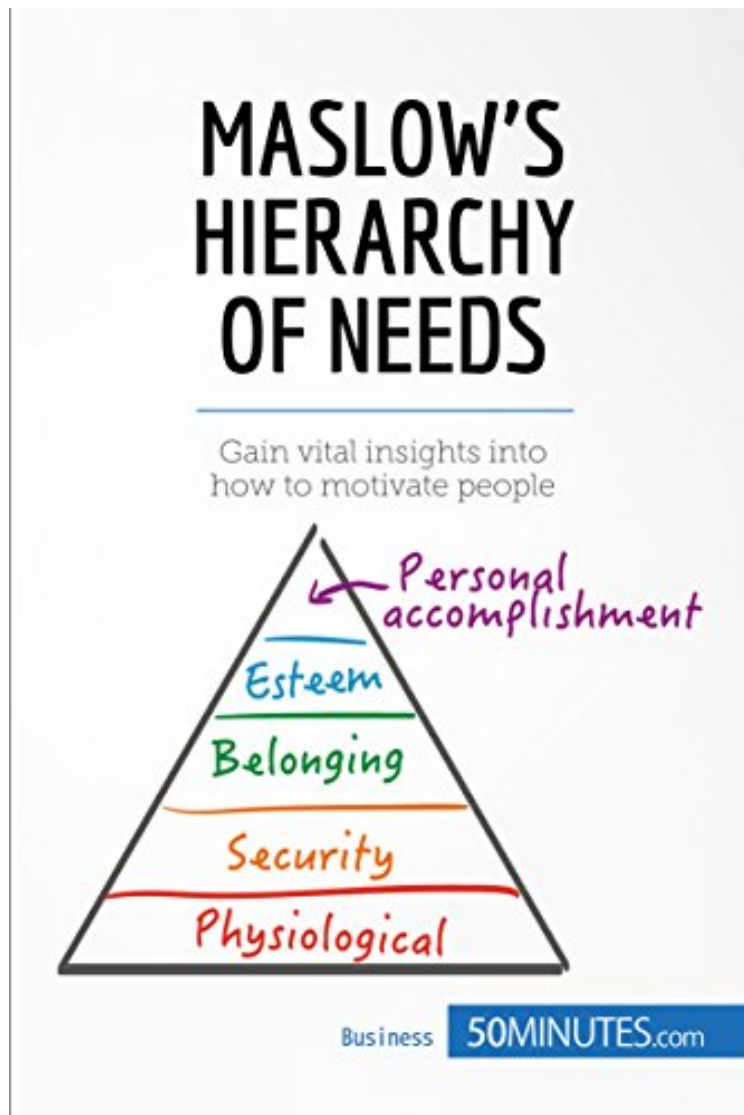 MASLOW'S
HIERARCHY
OF NEEDS
Gain vital insights into
how to motivate people
Personal
accomplishment
Esteem
Belonging
Security
Physiological
Business 50MINUTES.com